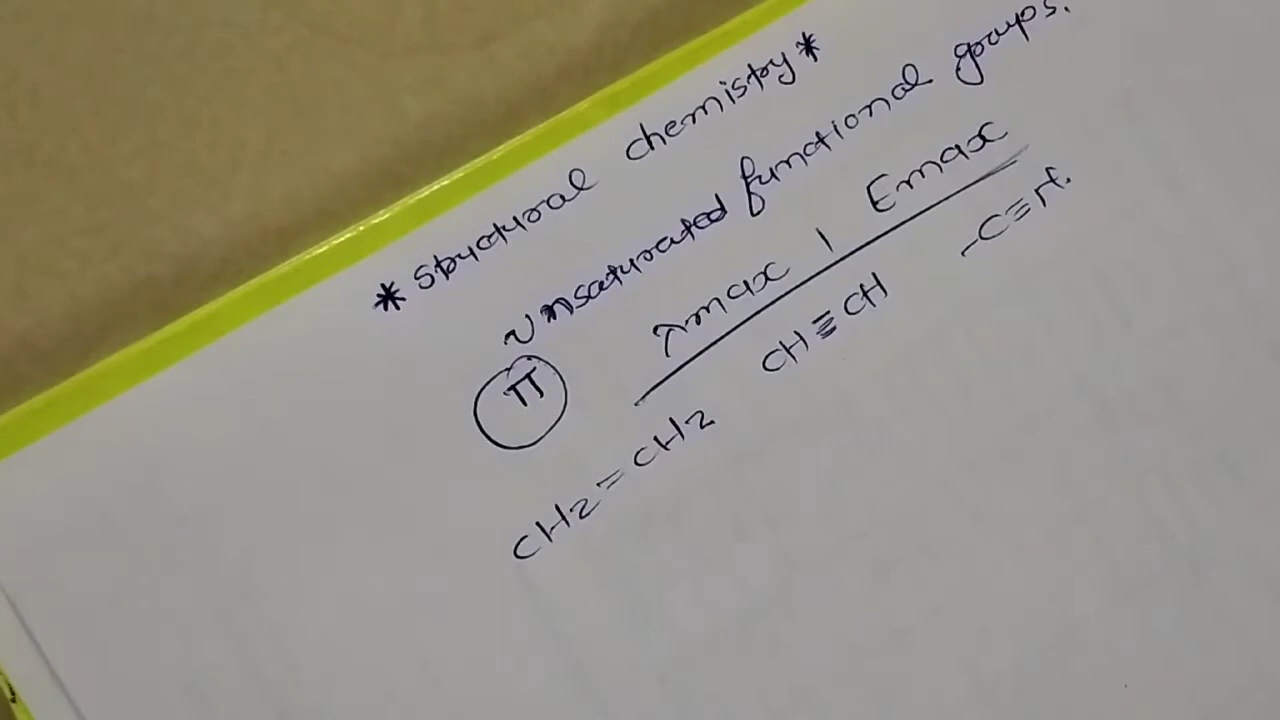 * Structural chemistry *
Unsaturated functional groups.
π λmax | Emax
CH2=CH2 CH≡CH -C≡N.